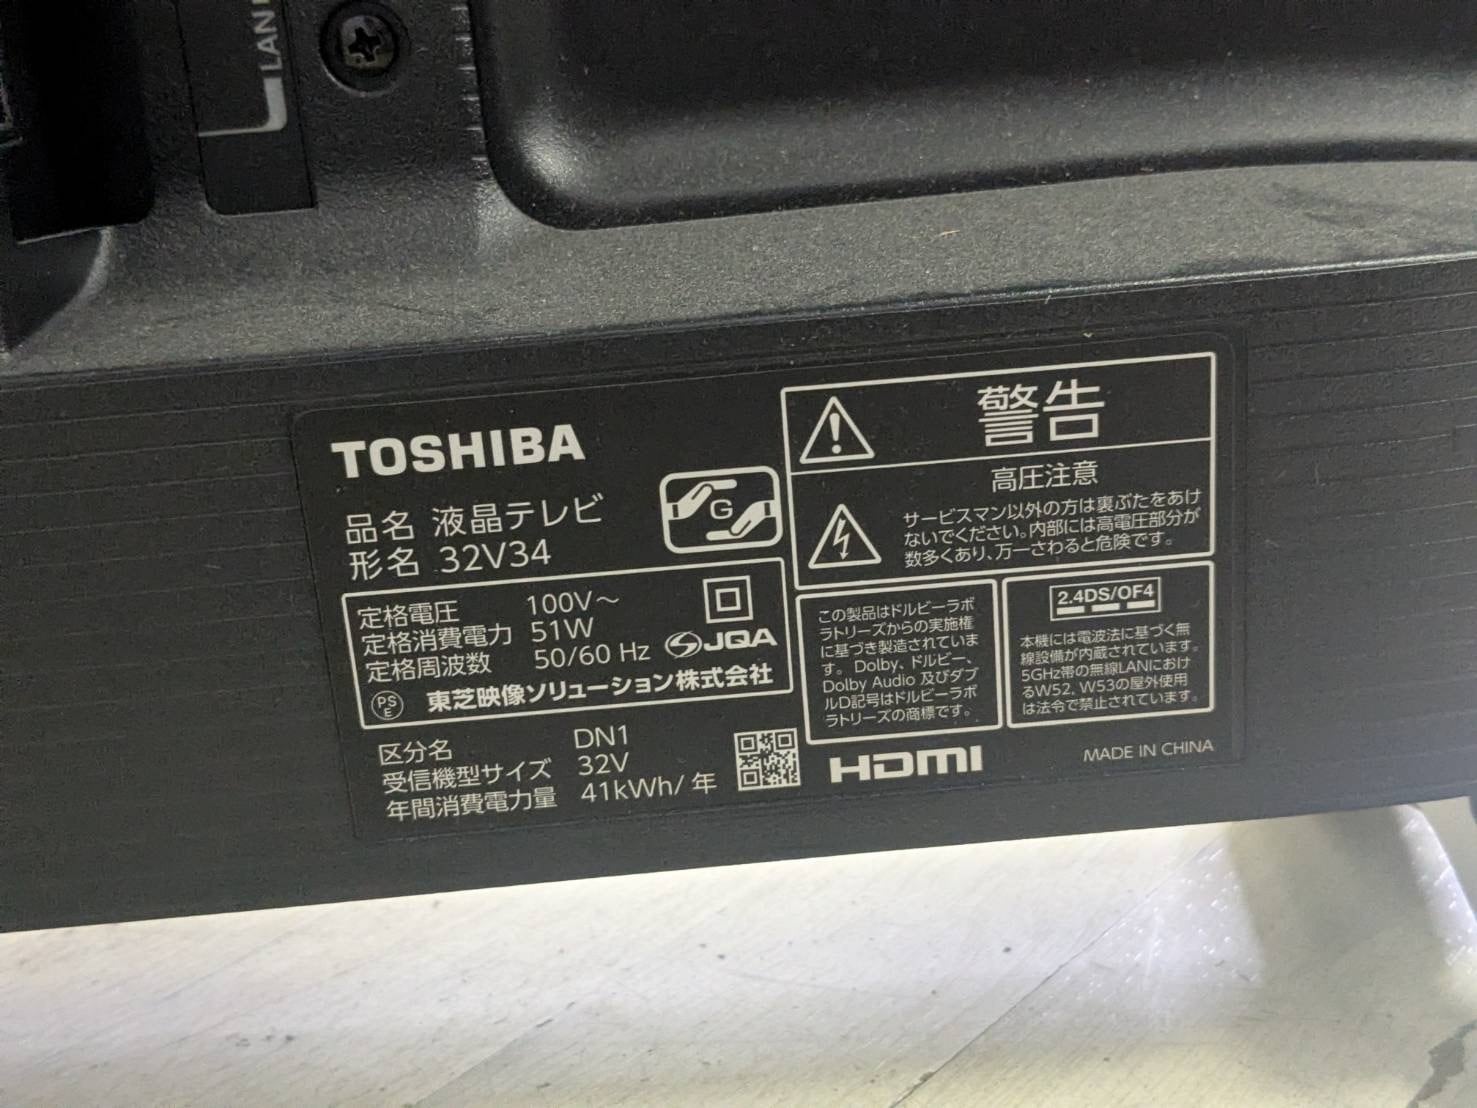 LAN
TOSHIBA
品名 液晶テレビ
形名 32V34
G
定格電圧 100V～
定格消費電力 51W
定格周波数 50/60 Hz
JQA
PS
E
東芝映像ソリューション株式会社
区分名 DN1
受信機型サイズ 32V
年間消費電力量 41kWh/年
警告
高圧注意
サービスマン以外の方は裏ぶたをあけ
ないでください。内部には高電圧部分が
数多くあり、万一さわると危険です。
この製品はドルビーラボ
ラトリーズからの実施権
に基づき製造されていま
す。Dolby、ドルビー、
Dolby Audio 及びダブ
ルD記号はドルビーラボ
ラトリーズの商標です。
2.4DS/OF4
本機には電波法に基づく無
線設備が内蔵されています。
5GHz帯の無線LANにおけ
るW52、W53の屋外使用
は法令で禁止されています。
HDMI
MADE IN CHINA